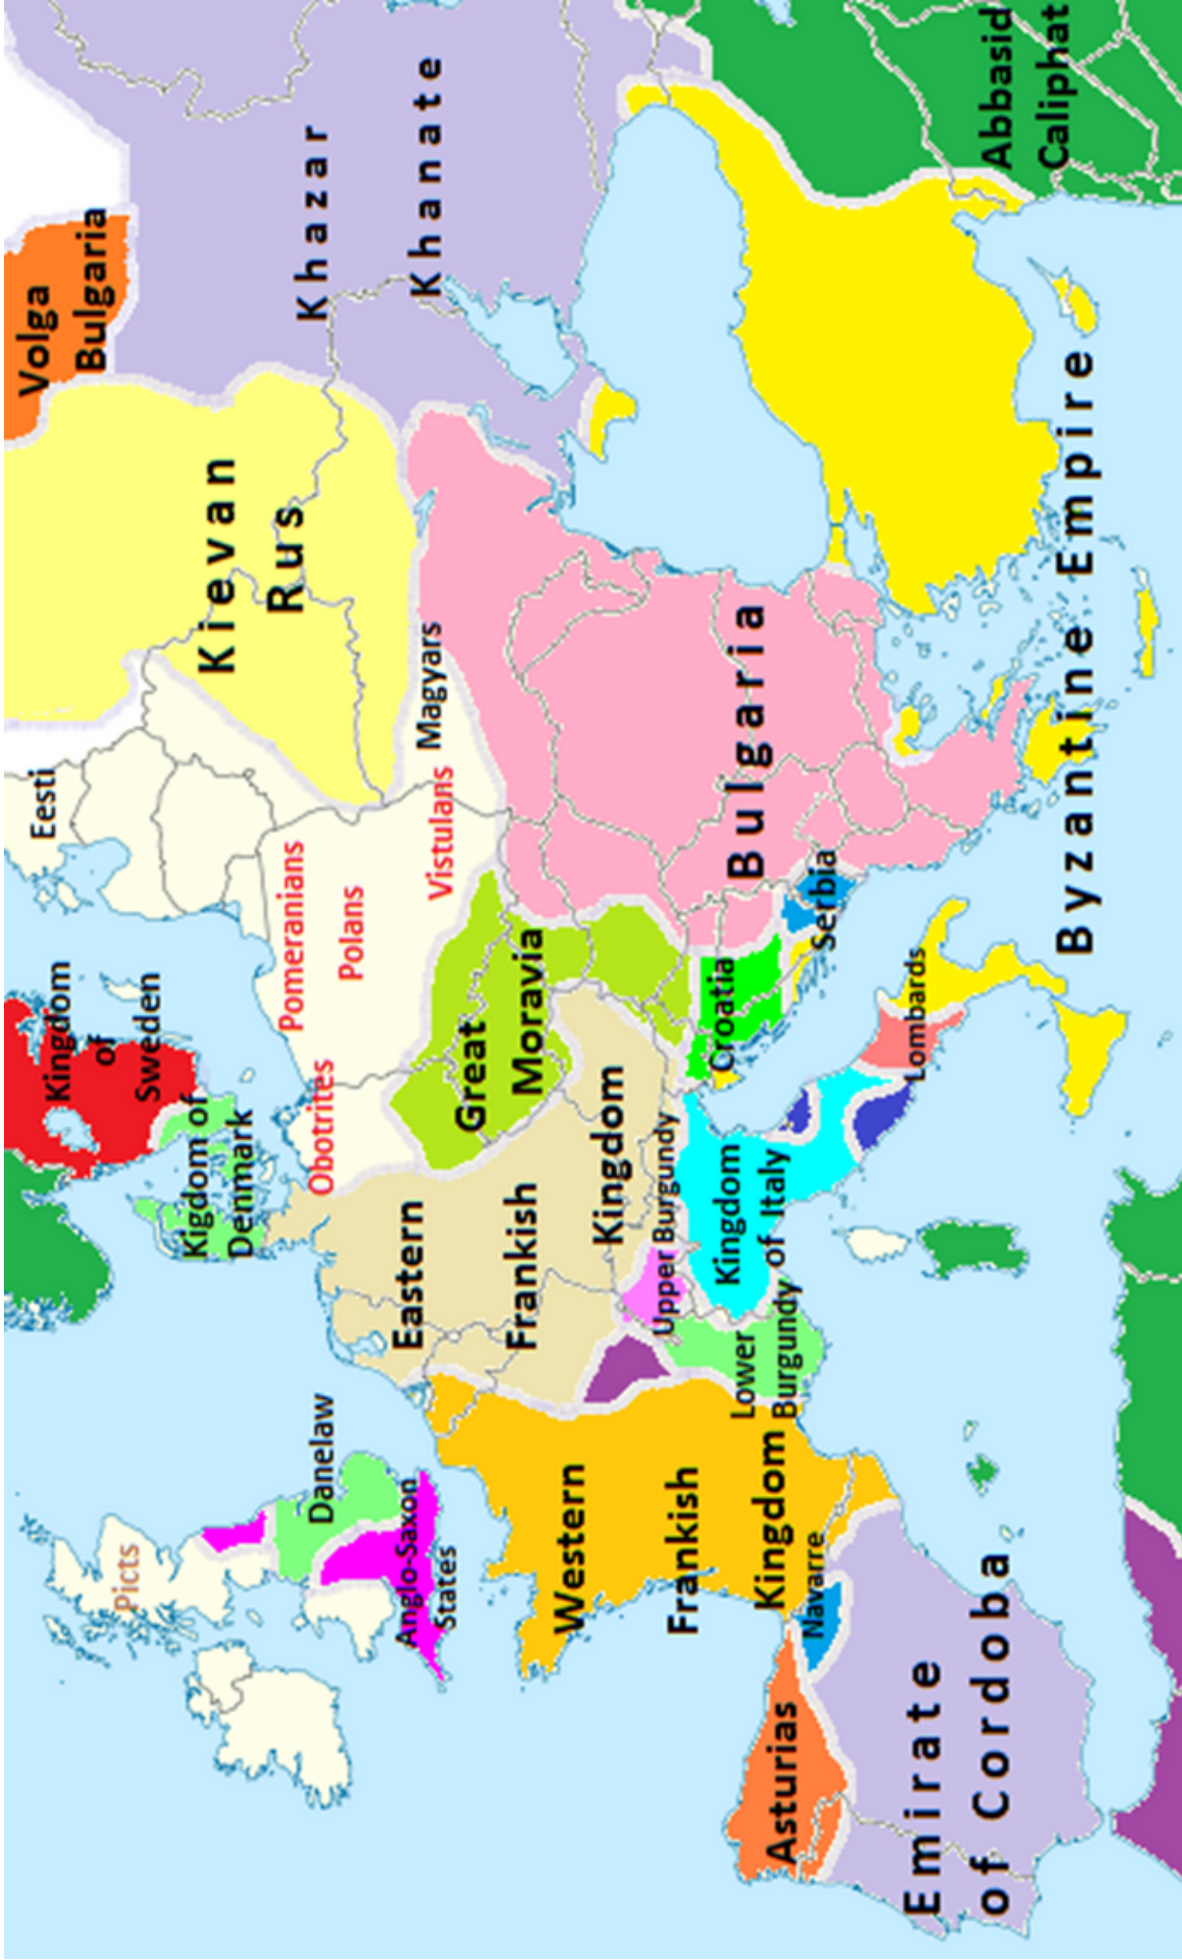 Volga
Bulgaria
Kingdom
of
Sweden
Eesti
Picts
Kigdom of
Denmark
Kievan
Rus
Khazar
Khanate
Danelaw
Obotrites
Pomeranians
Polans
Vistulans
Magyars
Anglo-Saxon
States
Eastern
Frankish
Kingdom
Great
Moravia
Western
Frankish
Kingdom
Upper Burgundy
Lower
Burgundy
Kingdom
of Italy
Croatia
Serbia
Bulgaria
Lombards
Asturias
Navarre
Emirate
of Cordoba
Byzantine Empire
Abbasid
Caliphat